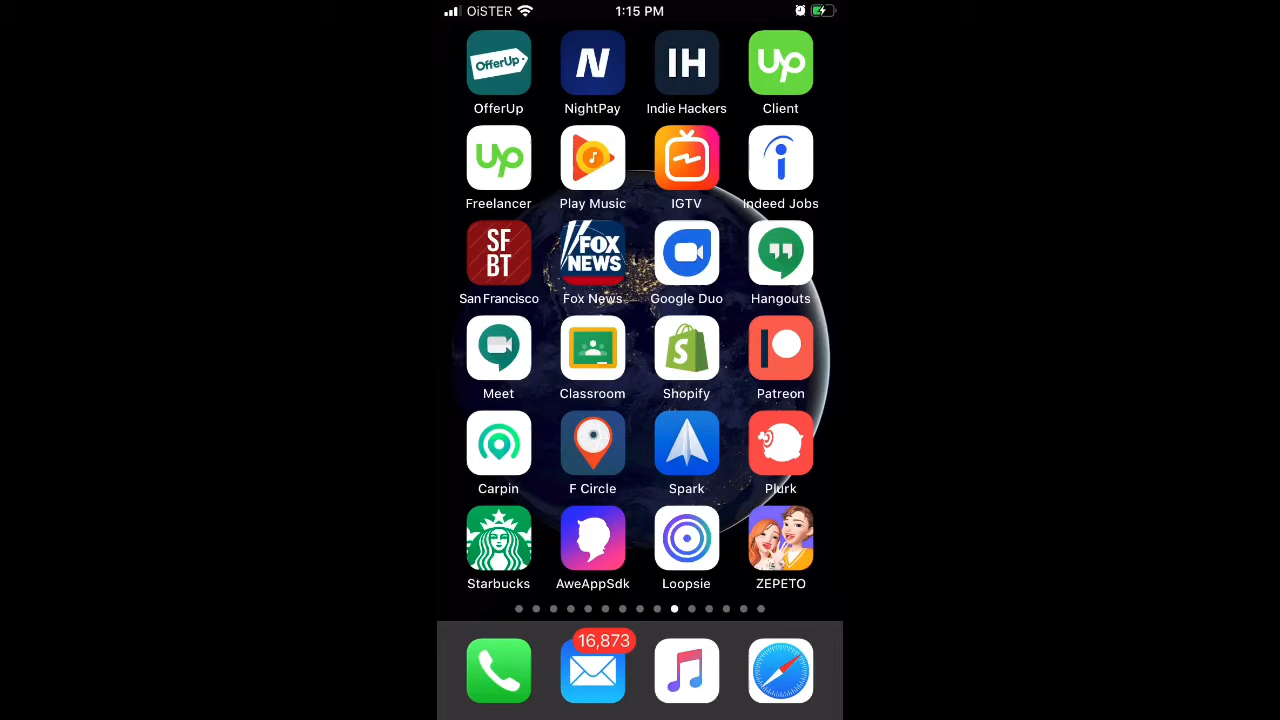 OiSTER 1:15 PM
OfferUp N IH Up
OfferUp NightPay Indie Hackers Client
Up i
Freelancer Play Music IGTV Indeed Jobs
SF
BT
FOX
NEWS
San Francisco Fox News Google Duo Hangouts
S
Meet Classroom Shopify Patreon
Carpin F Circle Spark Plurk
Starbucks AweAppSdk Loopsie ZEPETO
16,873